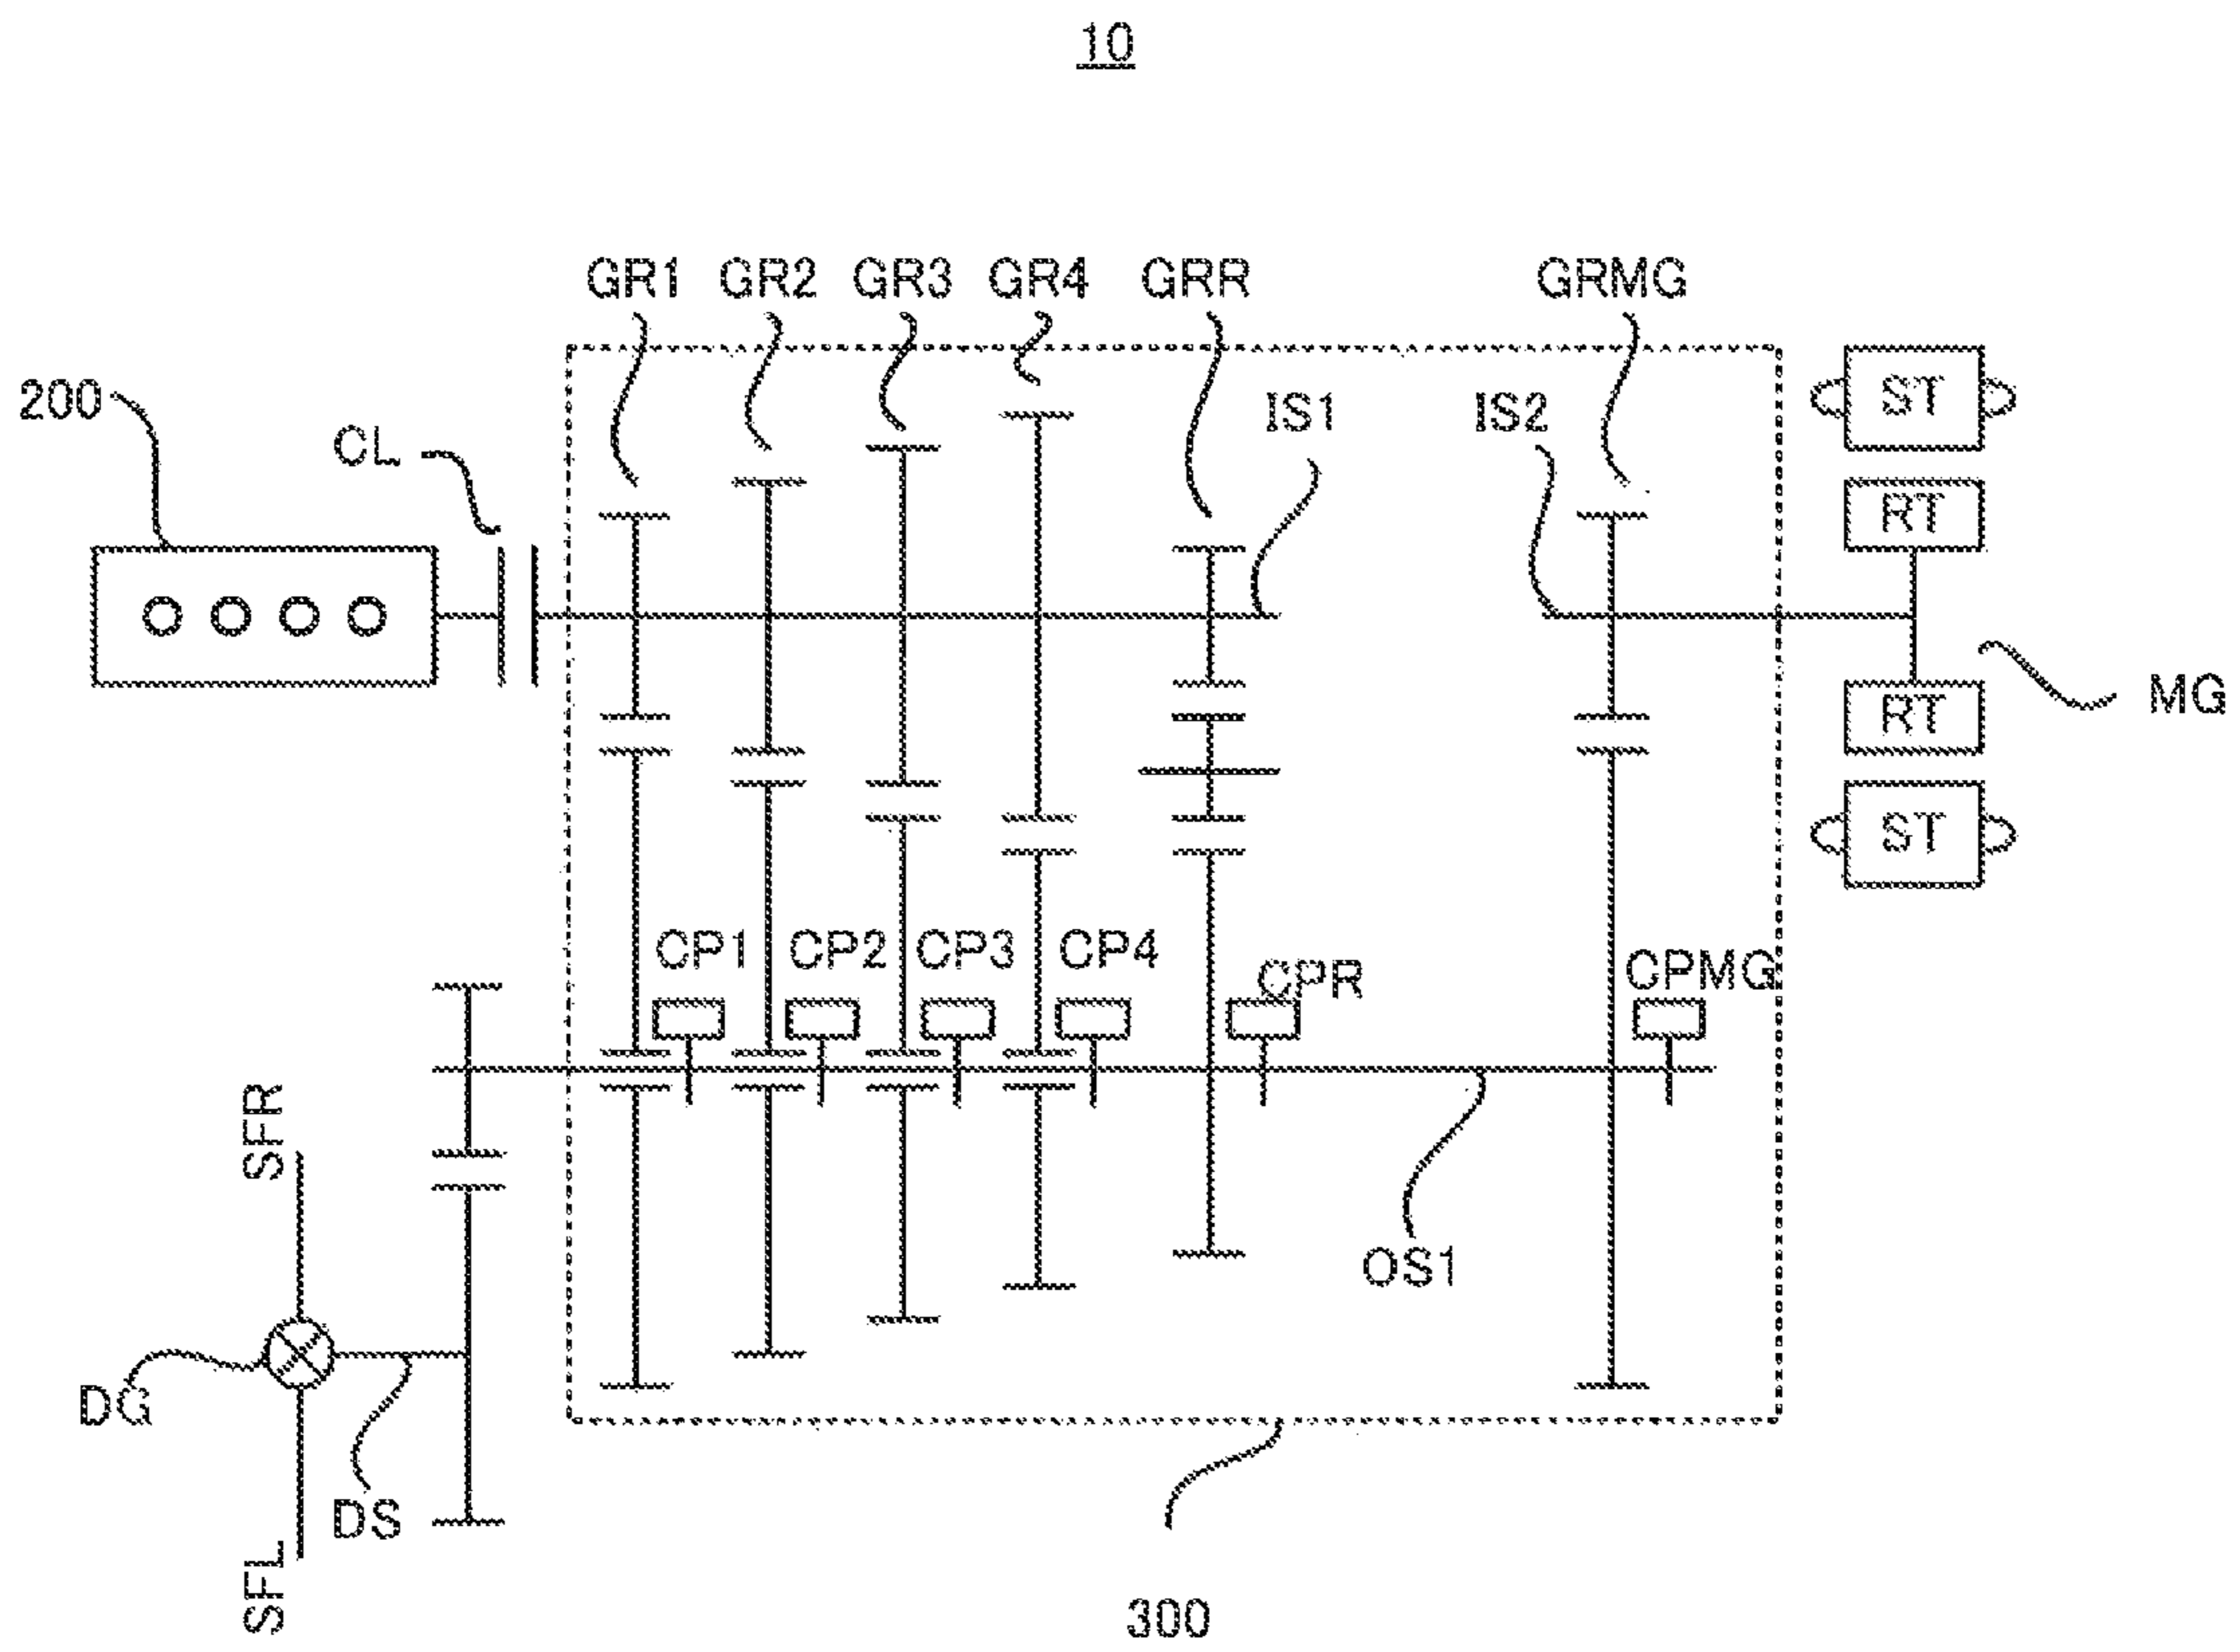 10
GR1 GR2 GR3 GR4 GRR GRMG
200
CL
IS1
IS2
ST
RT
RT
MG
ST
CP1
CP2
CP3
CP4
CPR
CPMG
SFR
OS1
DG
DS
SFL
300